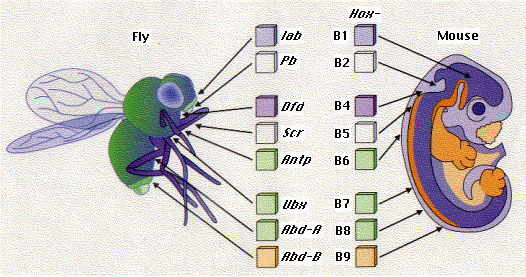 Hox-
Fly
Mouse
lab B1
Pb B2
Dfd B4
Scr B5
Antp B6
Ubx B7
Abd-A B8
Abd-B B9